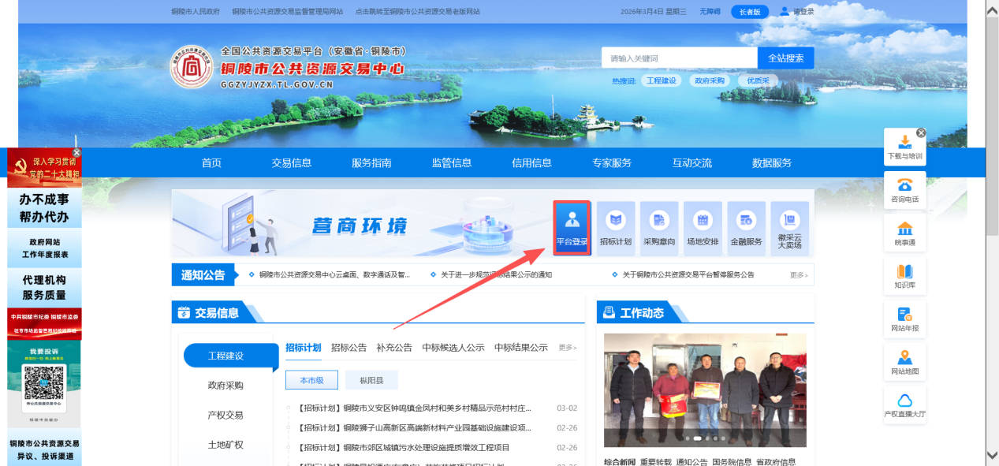 铜陵市人民政府 铜陵市公共资源交易监督管理局网站 点击跳转至铜陵市公共资源交易老版网站 2026年3月4日 星期三 无障碍 长者版 请登录
全国公共资源交易平台（安徽省·铜陵市）
铜陵市公共资源交易中心
GGZYJYZX.TL.GOV.CN
请输入关键词 全站搜索
热搜词: 工程建设 政府采购 优质采
首页 交易信息 服务指南 监管信息 信用信息 专家服务 互动交流 数据服务
深入学习贯彻
党的二十大精神
办不成事
帮办代办
政府网站
工作年度报表
代理机构
服务质量
中共铜陵市纪委 铜陵市监委
我要投诉
市公共资源交易中心
铜陵市公共资源交易
异议、投诉渠道
营商环境
平台登录
招标计划
采购意向
场地安排
金融服务
徽采云
大卖场
通知公告
铜陵市公共资源交易中心云桌面、数字通话及智...
关于进一步规范评标结果公示的通知
关于铜陵市公共资源交易平台暂停服务公告
更多>
交易信息
工程建设
政府采购
产权交易
土地矿权
招标计划 招标公告 补充公告 中标候选人公示 中标结果公示 更多>
本市级 枞阳县
【招标计划】铜陵市义安区钟鸣镇金凤村和美乡村精品示范村村庄... 03-02
【招标计划】铜陵狮子山高新区高端新材料产业园基础设施建设项... 02-26
【招标计划】铜陵市郊区城镇污水处理设施提质增效工程项目 02-26
工作动态
综合新闻 重要转载 通知公告 国务院信息 省政府信息
下载与培训
咨询电话
皖事通
知识库
网站年报
网站地图
产权直播大厅